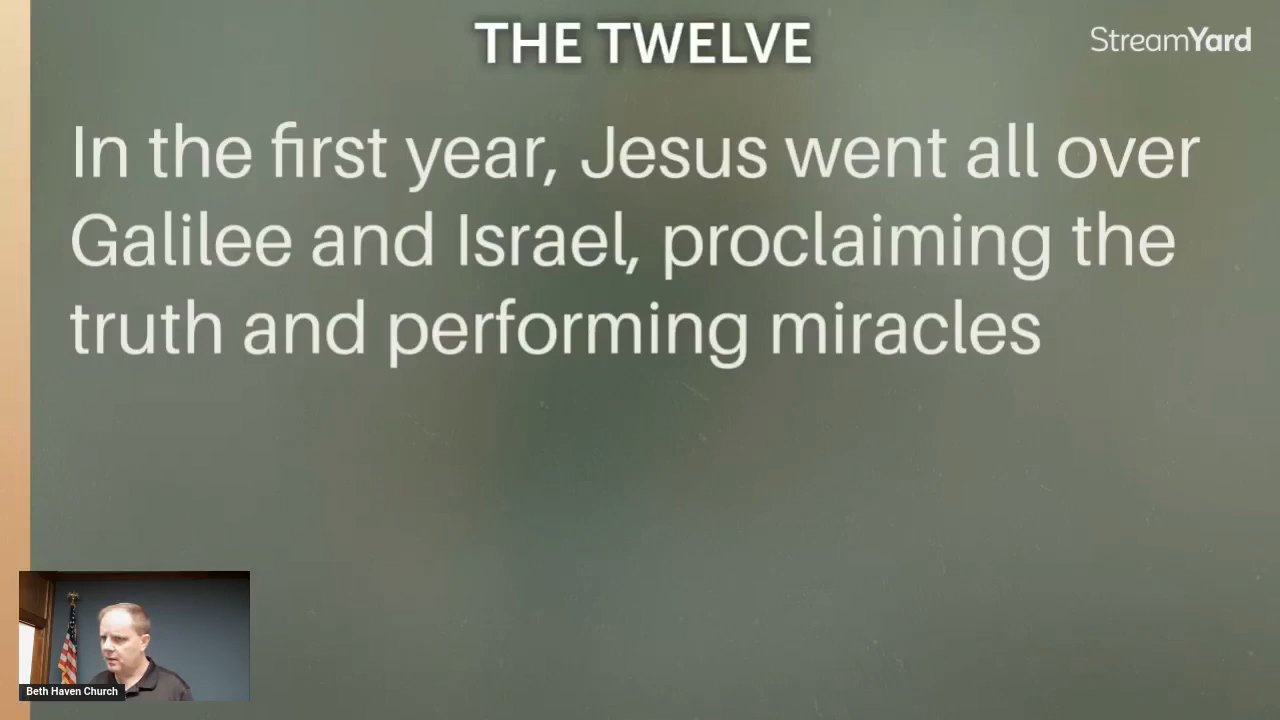 THE TWELVE
StreamYard
In the first year, Jesus went all over
Galilee and Israel, proclaiming the
truth and performing miracles
Beth Haven Church